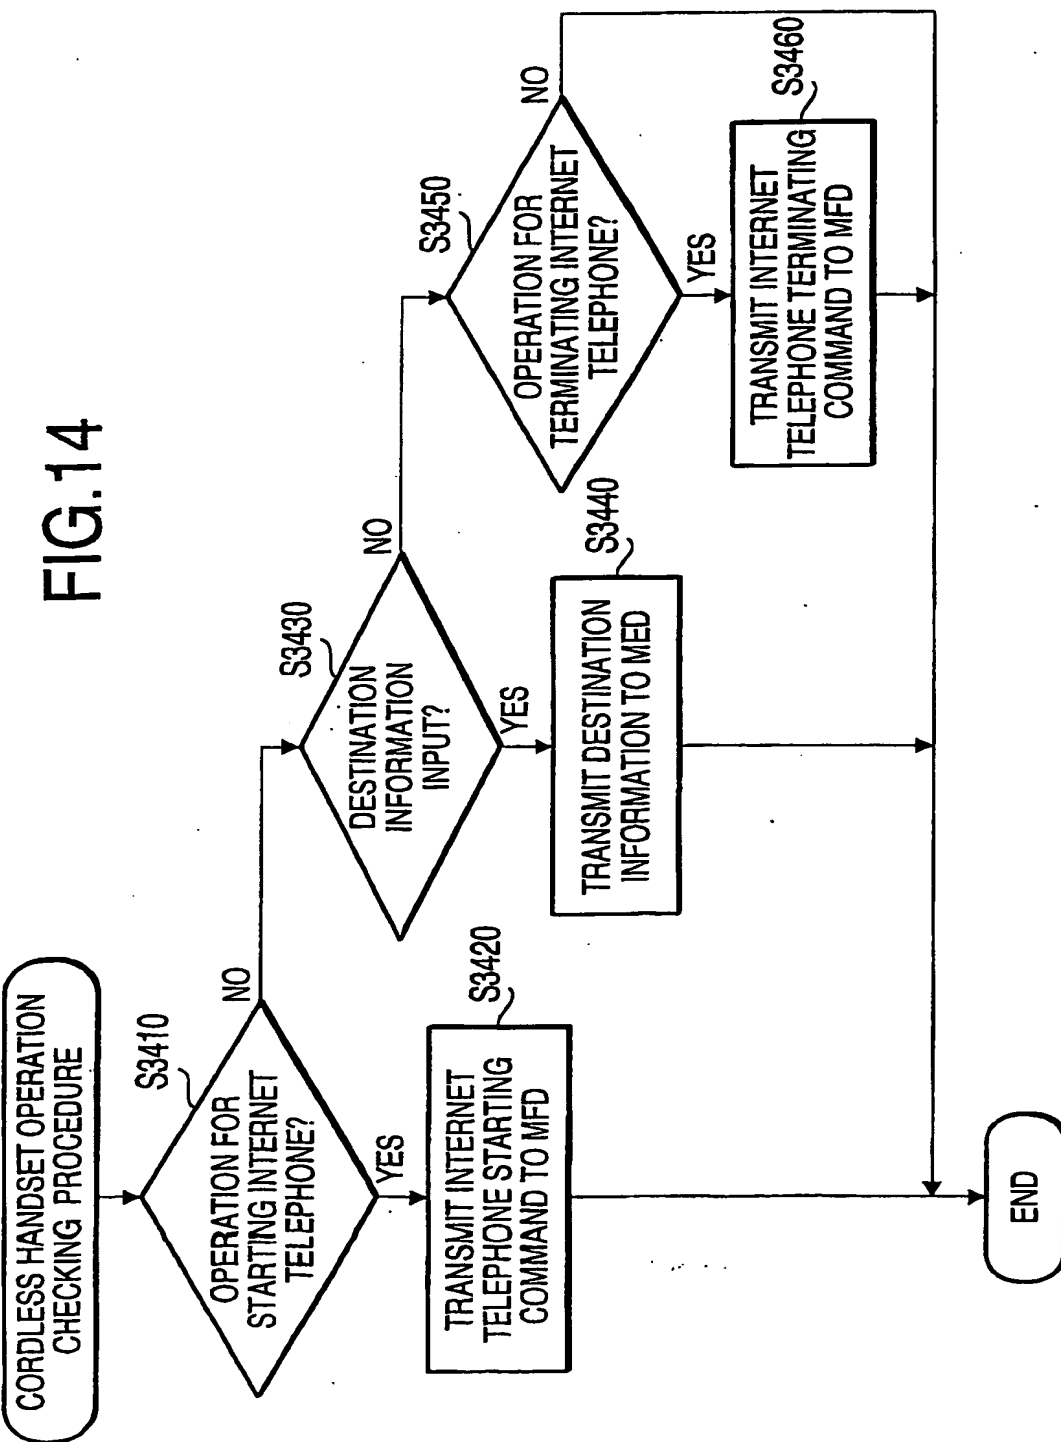 FIG.14
CORDLESS HANDSET OPERATION
CHECKING PROCEDURE
S3410
OPERATION FOR
STARTING INTERNET
TELEPHONE?
NO
YES
S3420
TRANSMIT INTERNET
TELEPHONE STARTING
COMMAND TO MFD
S3430
DESTINATION
INFORMATION
INPUT?
NO
YES
S3440
TRANSMIT DESTINATION
INFORMATION TO MED
S3450
OPERATION FOR
TERMINATING INTERNET
TELEPHONE?
NO
YES
S3460
TRANSMIT INTERNET
TELEPHONE TERMINATING
COMMAND TO MFD
END